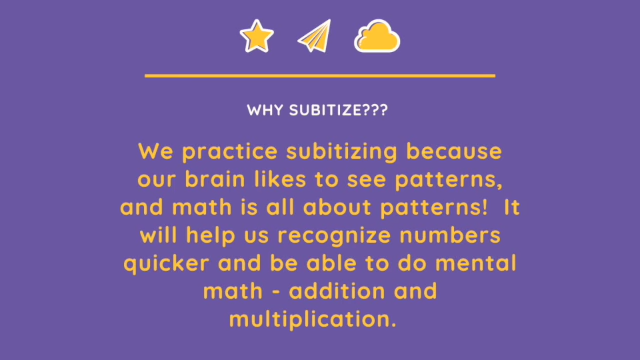 WHY SUBITIZE???
We practice subitizing because
our brain likes to see patterns,
and math is all about patterns!  It
will help us recognize numbers
quicker and be able to do mental
math - addition and
multiplication.